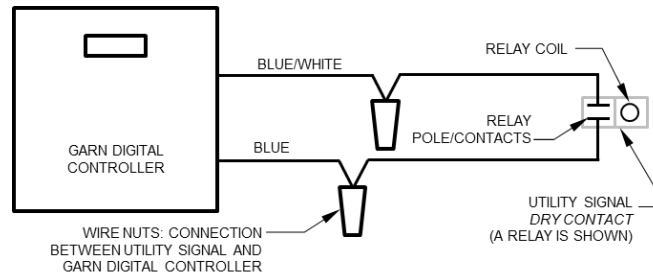 BLUE/WHITE
RELAY COIL
RELAY
POLE/CONTACTS
GARN DIGITAL
CONTROLLER
BLUE
UTILITY SIGNAL
DRY CONTACT
(A RELAY IS SHOWN)
WIRE NUTS: CONNECTION
BETWEEN UTILITY SIGNAL AND
GARN DIGITAL CONTROLLER